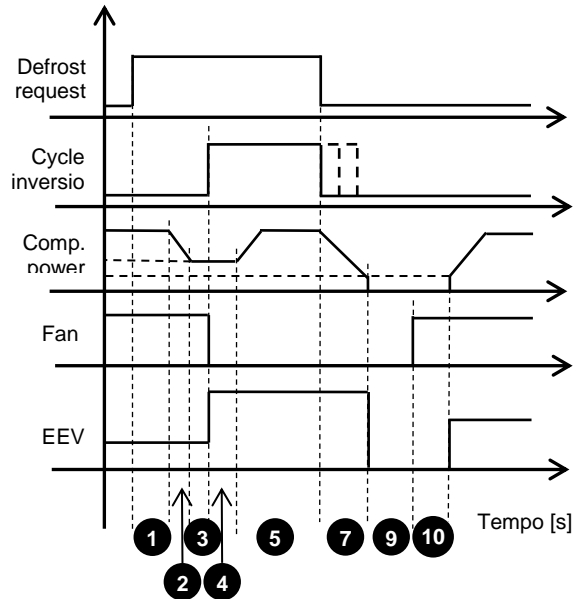 Defrost
request
Cycle
inversio
Comp.
power
Fan
EEV
Tempo [s]
1 3 5 7 9 10
2 4